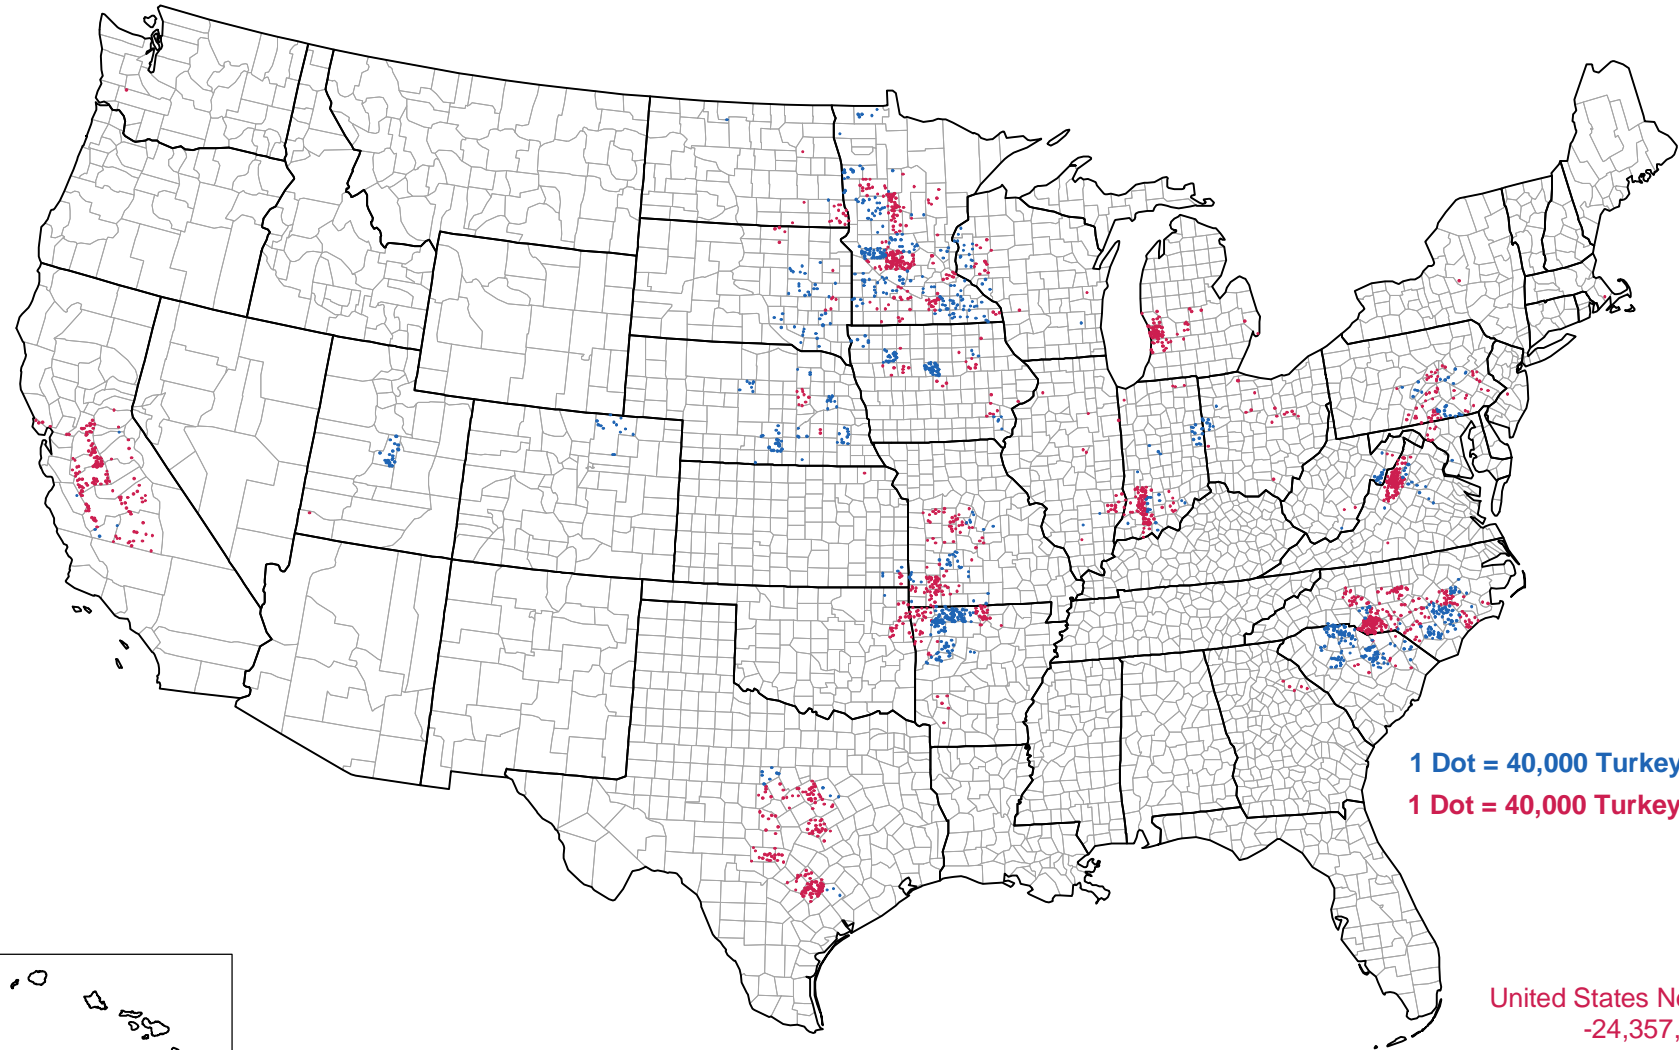 1 Dot = 40,000 Turkey
1 Dot = 40,000 Turkey
United States
-24,357,